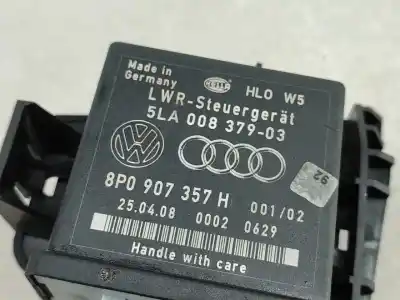 Made in
Germany
HELLA
HLO W5
LWR-Steuergerät
5LA 008 379-03
8P0 907 357 H 001/02
25.04.08 0002 0629
Handle with care
92